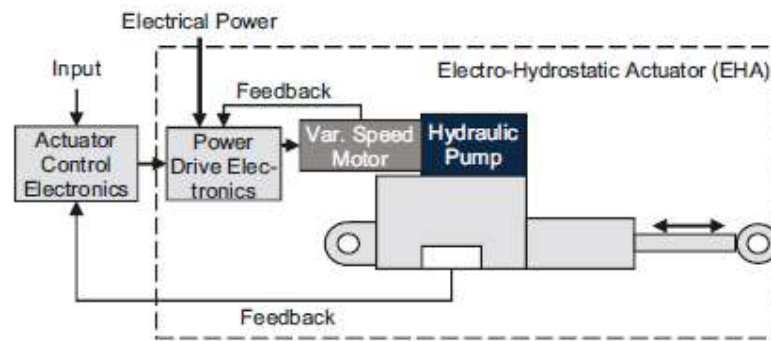 Electrical Power
Input
Electro-Hydrostatic Actuator (EHA)
Feedback
Actuator
Control
Electronics
Power
Drive Elec-
tronics
Var. Speed
Motor
Hydraulic
Pump
Feedback